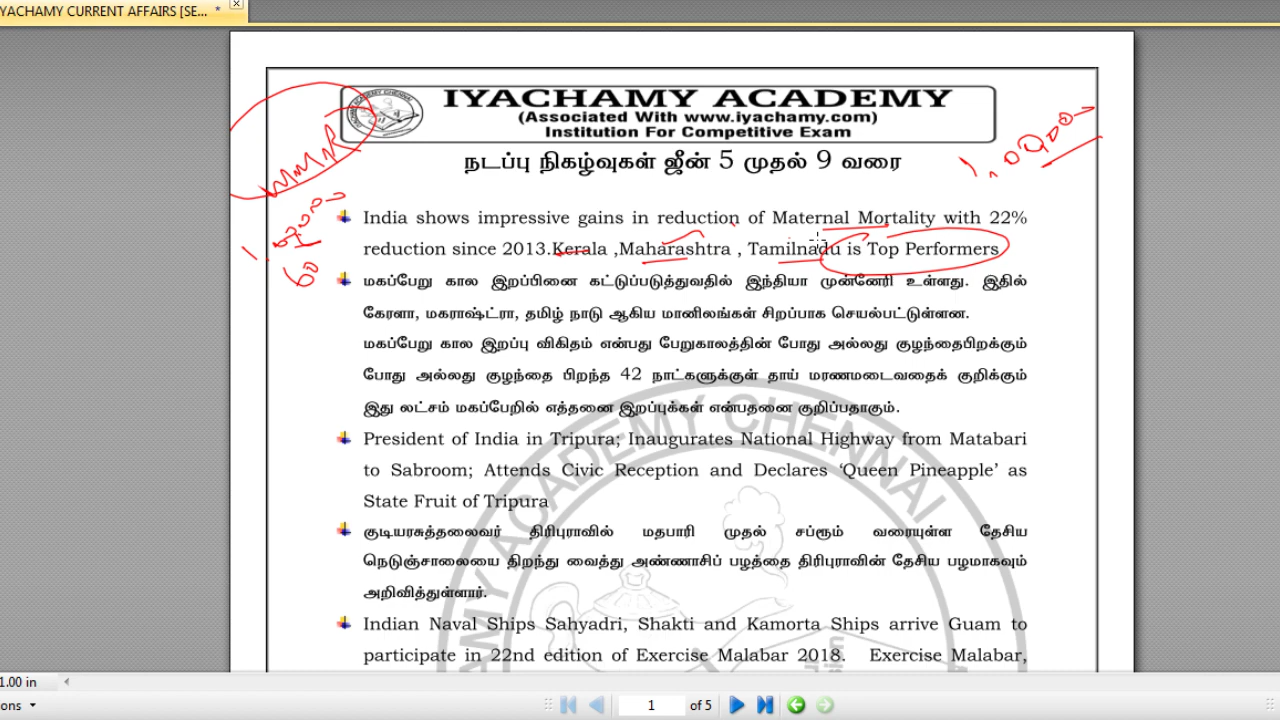 YACHAMY CURRENT AFFAIRS [SE... *
IYACHAMY ACADEMY
(Associated With www.iyachamy.com)
Institution For Competitive Exam
நடப்பு நிகழ்வுகள் ஜீன் 5 முதல் 9 வரை
MMR
1,00000
India shows impressive gains in reduction of Maternal Mortality with 22%
reduction since 2013.Kerala ,Maharashtra , Tamilnadu is Top Performers
60
மகப்பேறு கால இறப்பினை கட்டுப்படுத்துவதில் இந்தியா முன்னேரி உள்ளது. இதில்
கேரளா, மகராஷ்ட்ரா, தமிழ் நாடு ஆகிய மானிலங்கள் சிறப்பாக செயல்பட்டுள்ளன.
மகப்பேறு கால இறப்பு விகிதம் என்பது பேறுகாலத்தின் போது அல்லது குழந்தைபிறக்கும்
போது அல்லது குழந்தை பிறந்த 42 நாட்களுக்குள் தாய் மரணமடைவதைக் குறிக்கும்
இது லட்சம் மகப்பேறில் எத்தனை இறப்புக்கள் என்பதனை குறிப்பதாகும்.
President of India in Tripura; Inaugurates National Highway from Matabari
to Sabroom; Attends Civic Reception and Declares ‘Queen Pineapple’ as
State Fruit of Tripura
குடியரசுத்தலைவர் திரிபுராவில் மதபாரி முதல் சப்ரூம் வரையுள்ள தேசிய
நெடுஞ்சாலையை திறந்து வைத்து அண்ணாசிப் பழத்தை திரிபுராவின் தேசிய பழமாகவும்
அறிவித்துள்ளார்.
Indian Naval Ships Sahyadri, Shakti and Kamorta Ships arrive Guam to
participate in 22nd edition of Exercise Malabar 2018. Exercise Malabar,
1.00 in
ons
1 of 5